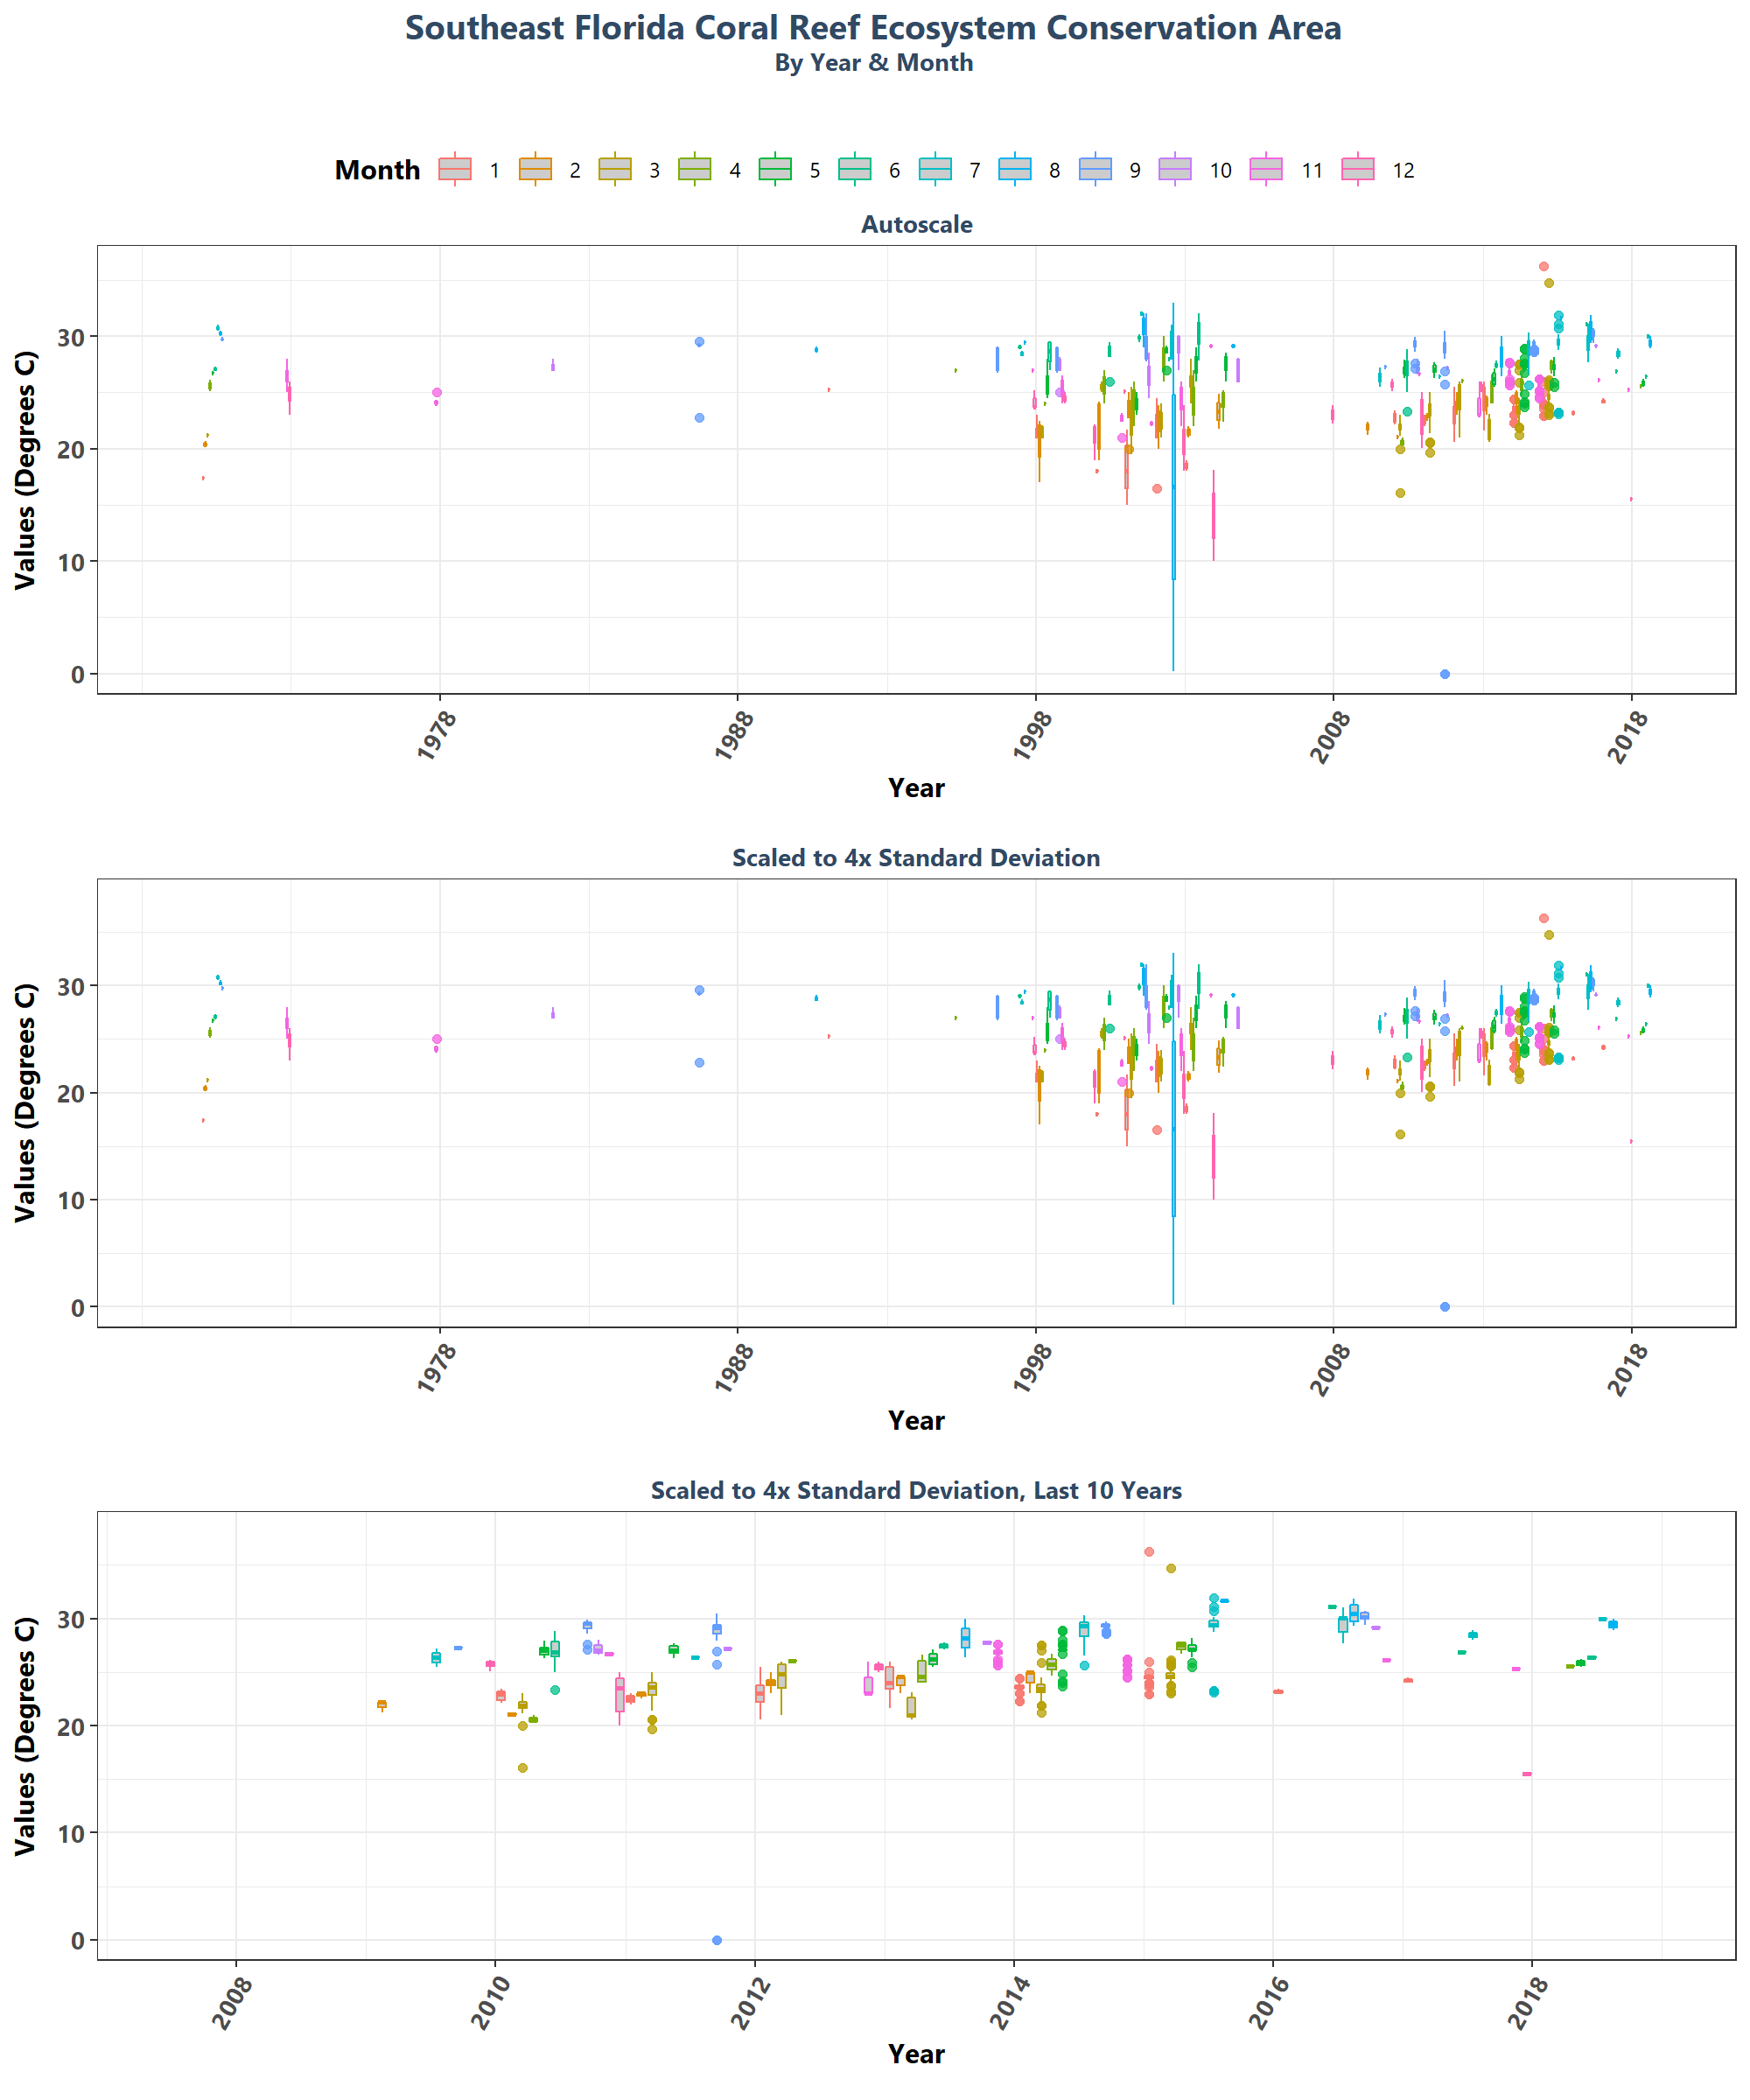 Southeast Florida Coral Reef Ecosystem Conservation Area
By Year & Month
Month 1 2 3 4 5 6 7 8 9 10 11 12
Autoscale
Values (Degrees C)
30
20
10
0
1978 1988 1998 2008 2018
Year
Scaled to 4x Standard Deviation
Values (Degrees C)
30
20
10
0
1978 1988 1998 2008 2018
Year
Scaled to 4x Standard Deviation, Last 10 Years
Values (Degrees C)
30
20
10
0
2008 2010 2012 2014 2016 2018
Year